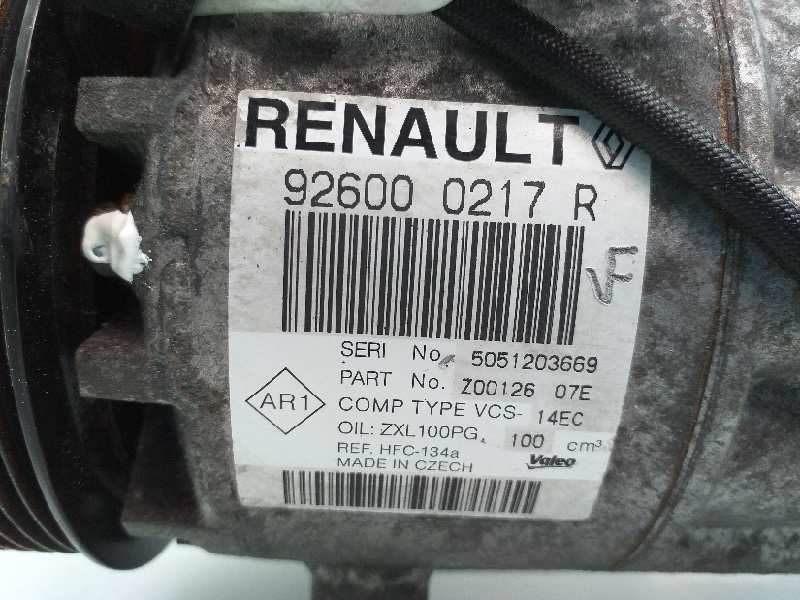 RENAULT
92600 0217 R
VF
SERI No. 5051203669
PART No. Z00126 07E
AR1
COMP TYPE VCS- 14EC
OIL: ZXL100PG, 100 cm³
REF. HFC-134a
Valeo
MADE IN CZECH